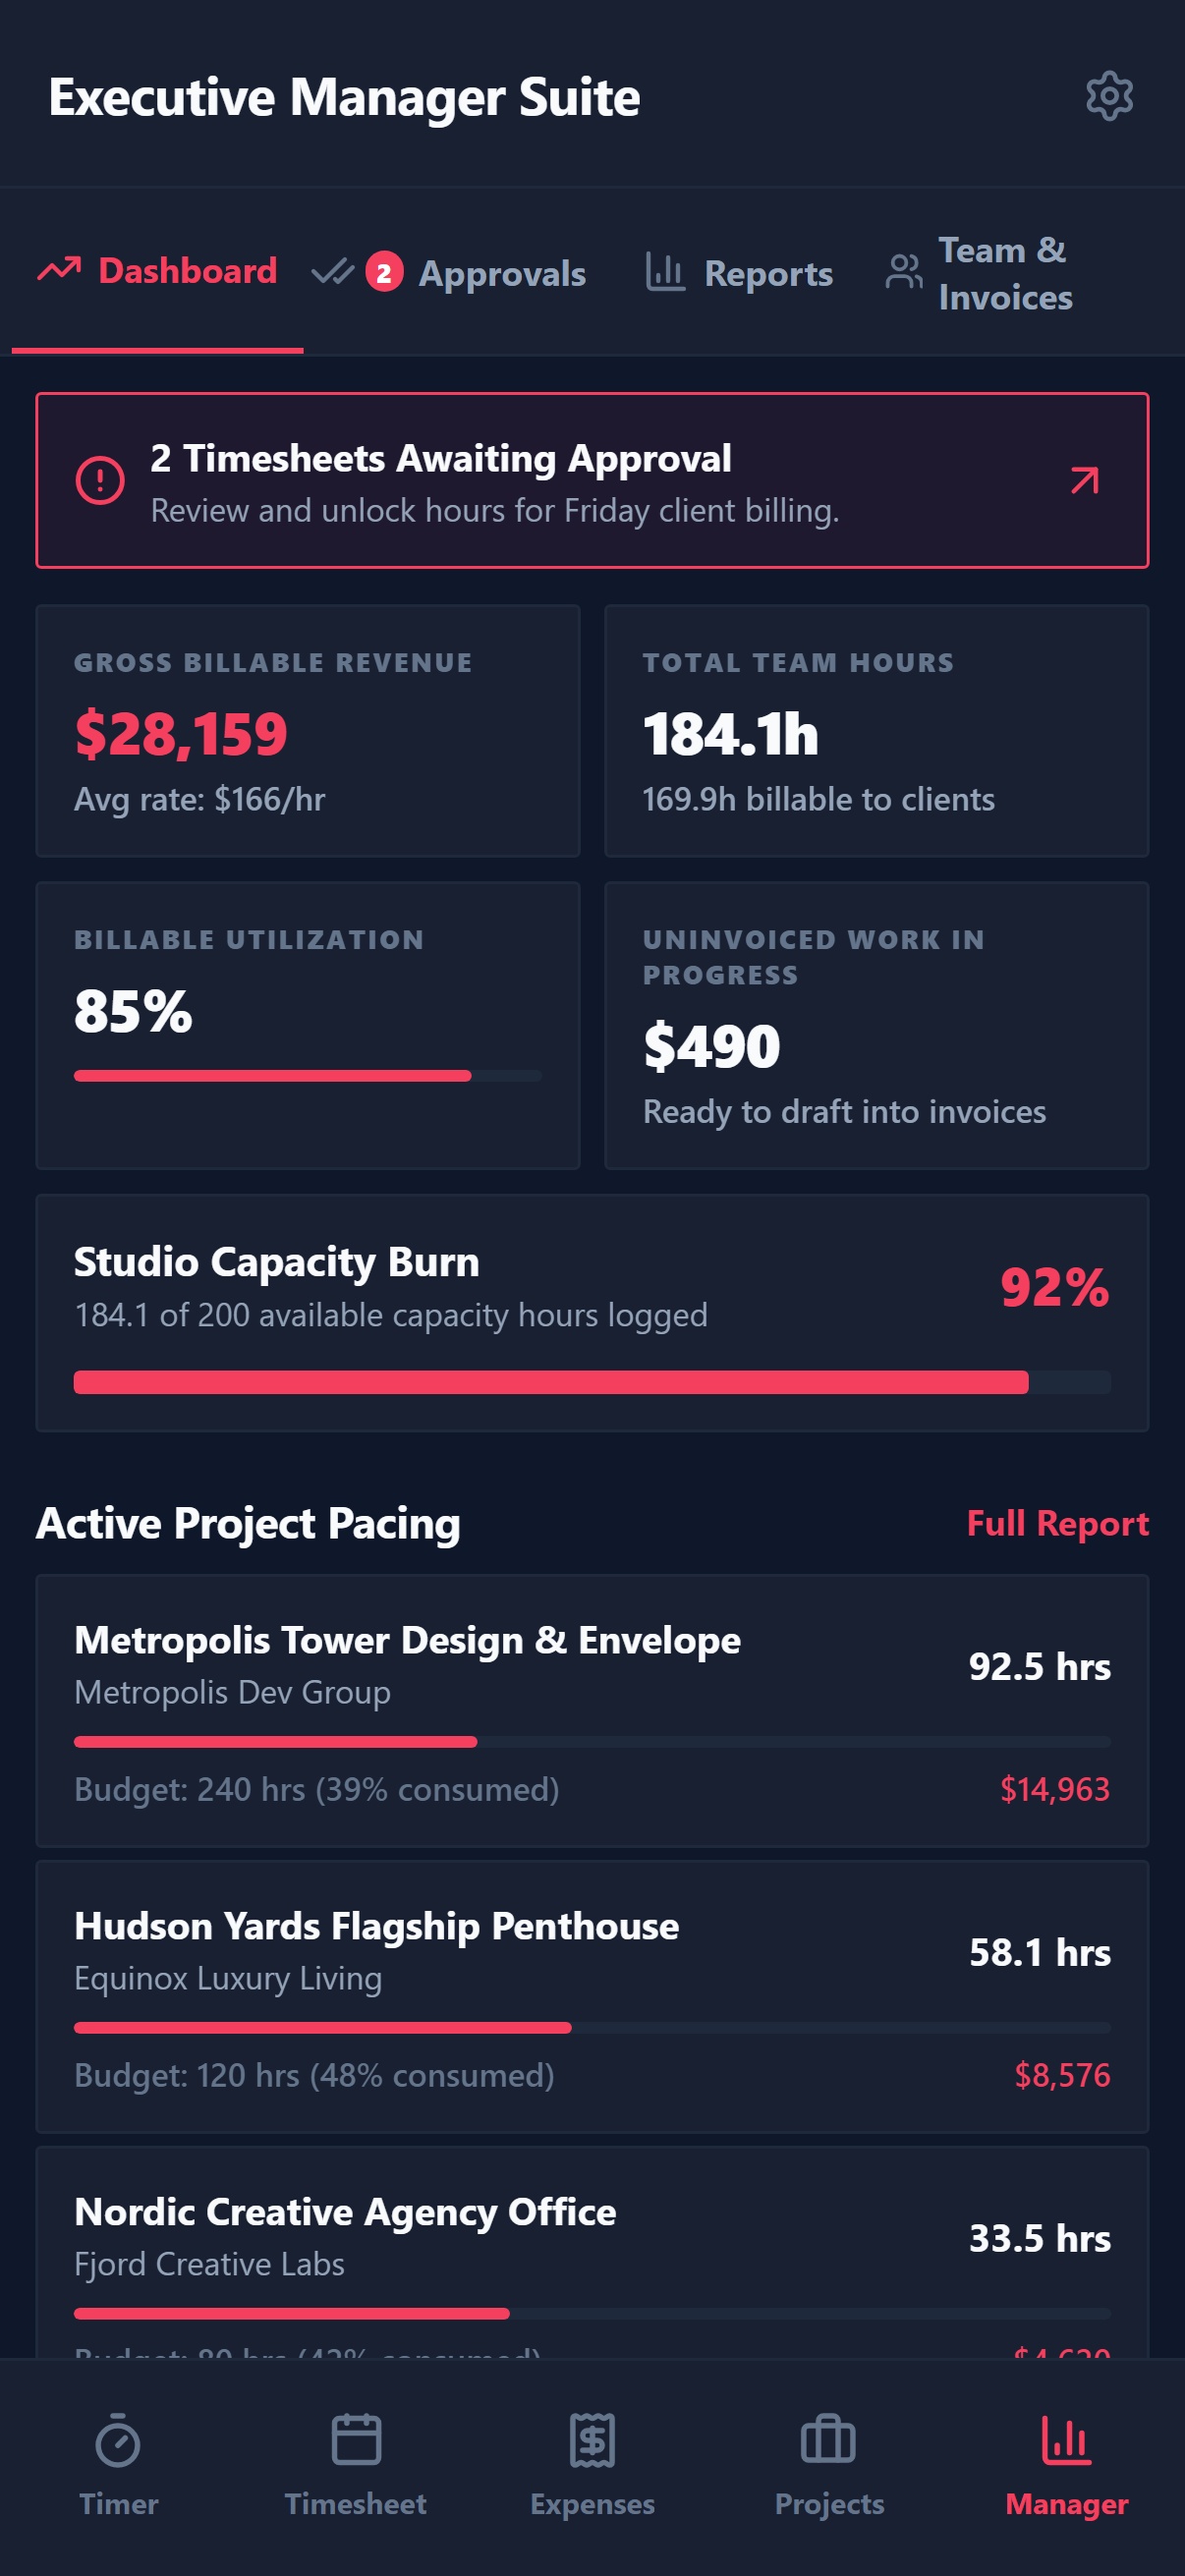 Executive Manager Suite
Dashboard
2 Approvals
Reports
Team &
Invoices
2 Timesheets Awaiting Approval
Review and unlock hours for Friday client billing.
GROSS BILLABLE REVENUE
$28,159
Avg rate: $166/hr
TOTAL TEAM HOURS
184.1h
169.9h billable to clients
BILLABLE UTILIZATION
85%
UNINVOICED WORK IN
PROGRESS
$490
Ready to draft into invoices
Studio Capacity Burn
184.1 of 200 available capacity hours logged
92%
Active Project Pacing
Full Report
Metropolis Tower Design & Envelope
Metropolis Dev Group
92.5 hrs
Budget: 240 hrs (39% consumed)
$14,963
Hudson Yards Flagship Penthouse
Equinox Luxury Living
58.1 hrs
Budget: 120 hrs (48% consumed)
$8,576
Nordic Creative Agency Office
Fjord Creative Labs
33.5 hrs
Budget: 80 hrs (42% consumed)
Timer
Timesheet
Expenses
Projects
Manager